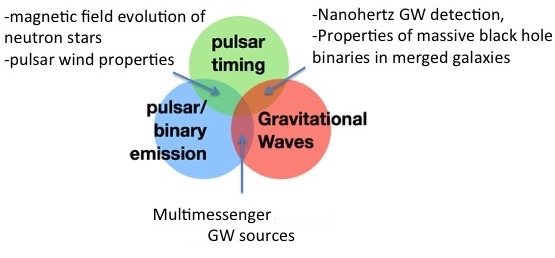 -magnetic field evolution of
neutron stars
-pulsar wind properties
-Nanohertz GW detection,
-Properties of massive black hole
binaries in merged galaxies
pulsar
timing
pulsar/
binary
emission
Gravitational
Waves
Multimessenger
GW sources